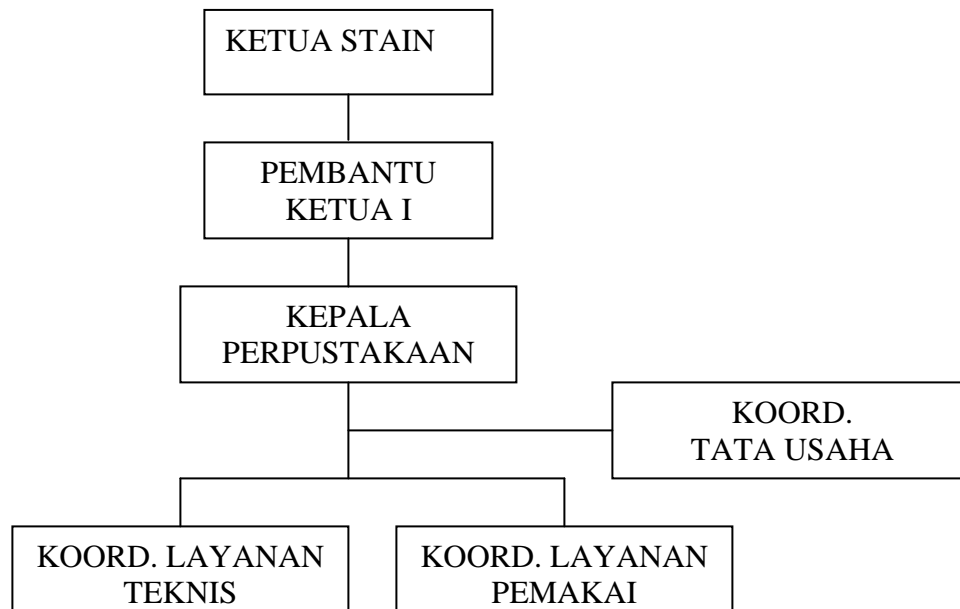 KETUA STAIN
PEMBANTU
KETUA I
KEPALA
PERPUSTAKAAN
KOORD.
TATA USAHA
KOORD. LAYANAN
TEKNIS
KOORD. LAYANAN
PEMAKAI